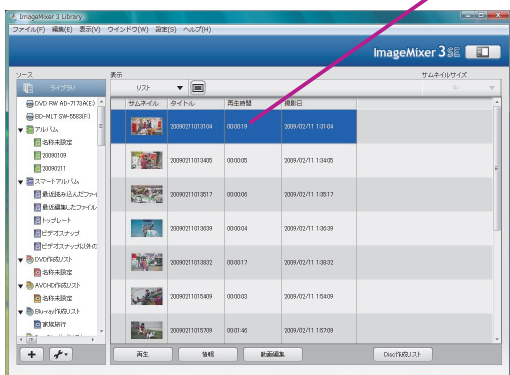 ImageMixer 3 Library
ファイル(F) 編集(E) 表示(V) ウインドウ(W) 設定(S) ヘルプ(H)
ImageMixer 3 SE
ソース
表示
サムネイルサイズ
ライブラリ
リスト
DVD RW AD-7173A(E)
BD-MLT SW-5583(F)
アルバム
名称未設定
20090109
20090211
スマートアルバム
最近読み込んだファイル
最近編集したファイル
トップレート
ビデオスナップ
ビデオスナップ以外の
DVD作成リスト
名称未設定
AVCHD作成リスト
名称未設定
Blu-ray作成リスト
家族旅行
サムネイル タイトル 再生時間 撮影日
20090211013104 00:00:19 2009/02/11 1:31:04
20090211013405 00:00:05 2009/02/11 1:34:05
20090211013517 00:00:06 2009/02/11 1:35:17
20090211013639 00:00:04 2009/02/11 1:36:39
20090211013832 00:00:17 2009/02/11 1:38:32
20090211015409 00:00:03 2009/02/11 1:54:09
20090211015709 00:01:46 2009/02/11 1:57:09
再生 情報 動画編集 Disc作成リスト